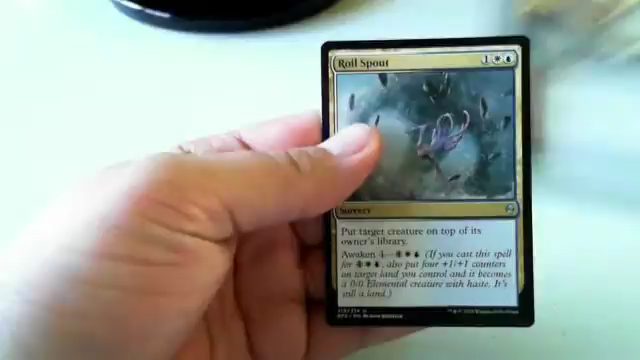 Roil Spout 1
Sorcery
Put target creature on top of its
owner's library.
Awaken 4— (If you cast this spell
for , also put four +1/+1 counters
on target land you control and it becomes
a 0/0 Elemental creature with haste. It's
still a land.)